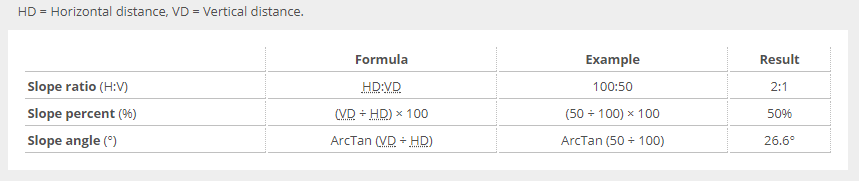 HD = Horizontal distance, VD = Vertical distance.
Formula Example Result
Slope ratio (H:V) HD:VD 100:50 2:1
Slope percent (%) (VD ÷ HD) × 100 (50 ÷ 100) × 100 50%
Slope angle (°) ArcTan (VD ÷ HD) ArcTan (50 ÷ 100) 26.6°